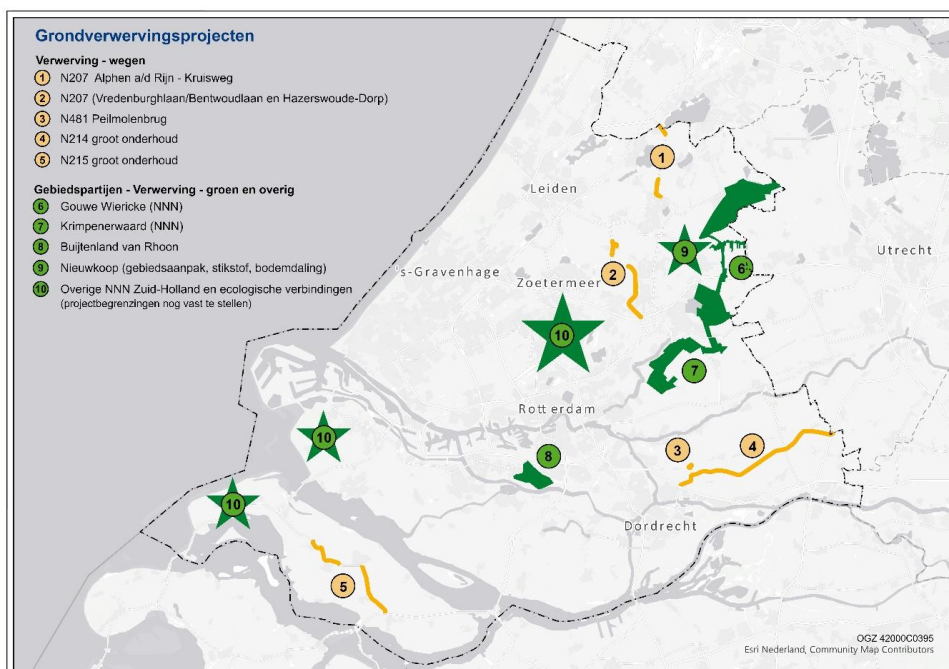 Grondverwervingsprojecten
Verwerving - wegen
1 N207 Alphen a/d Rijn - Kruisweg
2 N207 (Vredenburghlaan/Bentwoudlaan en Hazerswoude-Dorp)
3 N481 Peilmolenbrug
4 N214 groot onderhoud
5 N215 groot onderhoud
Gebiedspartijen - Verwerving - groen en overig
6 Gouwe Wiericke (NNN)
7 Krimpenerwaard (NNN)
8 Buijtenland van Rhoon
9 Nieuwkoop (gebiedsaanpak, stikstof, bodemdaling)
10 Overige NNN Zuid-Holland en ecologische verbindingen
(projectbegrenzingen nog vast te stellen)
1
Leiden
9
Utrecht
6
's-Gravenhage
2
Zoetermeer
10
7
Rotterdam
10
3
4
8
10
Dordrecht
5
OGZ 42000C0395
Esri Nederland, Community Map Contributors